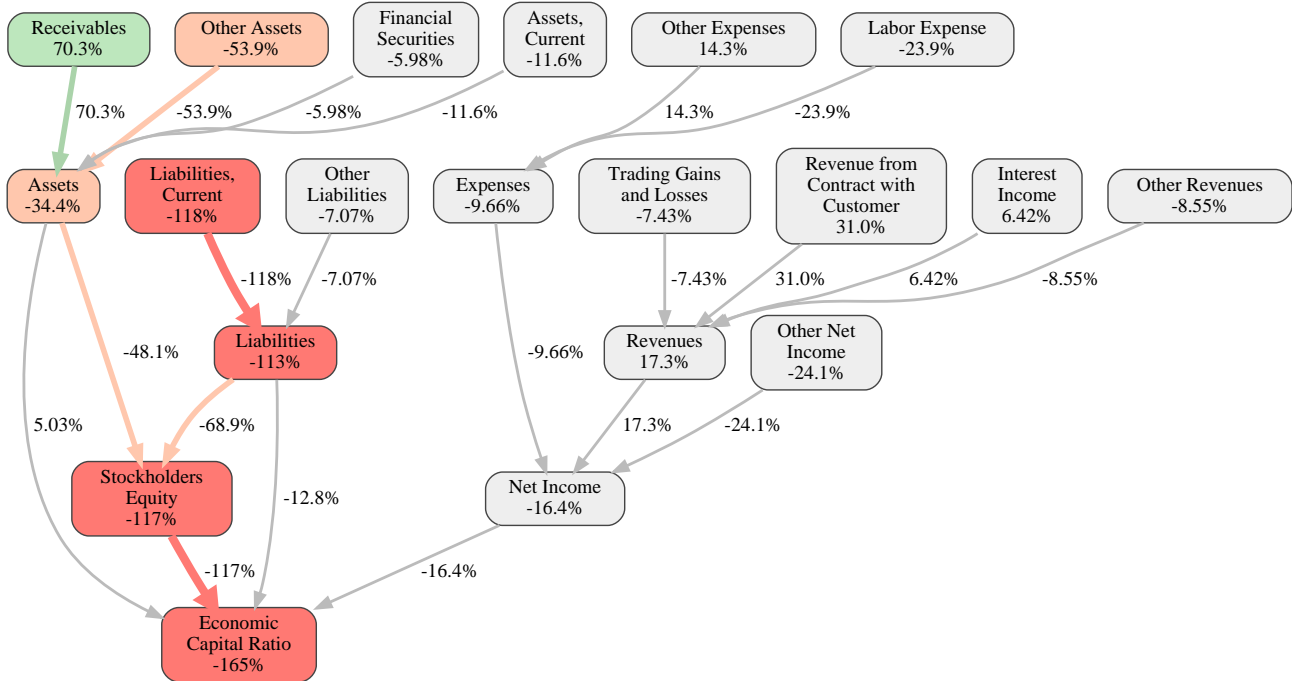 Receivables
70.3%
Other Assets
-53.9%
Financial
Securities
-5.98%
Assets,
Current
-11.6%
Other Expenses
14.3%
Labor Expense
-23.9%
70.3%
-53.9%
-5.98%
-11.6%
14.3%
-23.9%
Assets
-34.4%
Liabilities,
Current
-118%
Other
Liabilities
-7.07%
Expenses
-9.66%
Trading Gains
and Losses
-7.43%
Revenue from
Contract with
Customer
31.0%
Interest
Income
6.42%
Other Revenues
-8.55%
-118%
-7.07%
-7.43%
31.0%
6.42%
-8.55%
-48.1%
Liabilities
-113%
-9.66%
Revenues
17.3%
Other Net
Income
-24.1%
5.03%
-68.9%
17.3%
-24.1%
Stockholders
Equity
-117%
-12.8%
Net Income
-16.4%
-117%
-16.4%
Economic
Capital Ratio
-165%